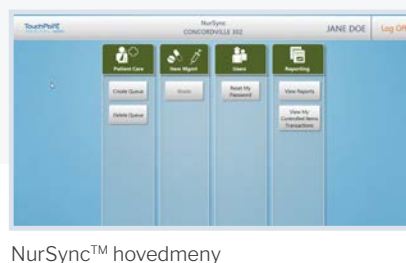 TouchPoint
NurSync
CONCORDVILLE 102
JANE DOE
Log Off
Patient Care
Item Mgmt
Users
Reporting
Create Queue
Delete Queue
Waste
Reset My
Password
View Reports
View My
Controlled Items
Transactions
NurSync™ hovedmeny